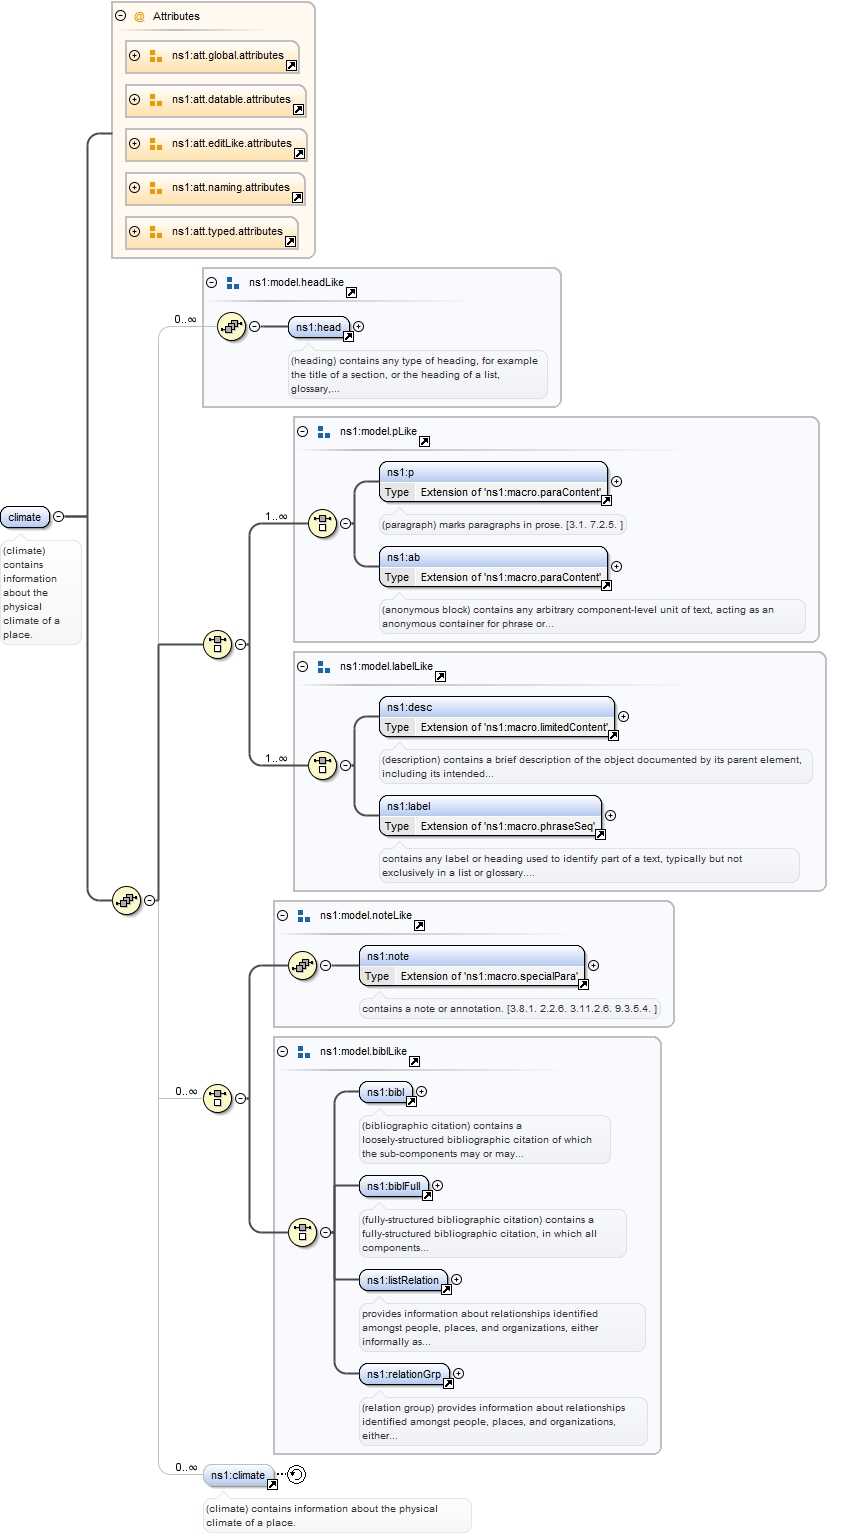 @ Attributes
ns1:att.global.attributes
ns1:att.datable.attributes
ns1:att.editLike.attributes
ns1:att.naming.attributes
ns1:att.typed.attributes
ns1:model.headLike
0..∞
ns1:head
(heading) contains any type of heading, for example
the title of a section, or the heading of a list,
glossary,...
ns1:model.pLike
ns1:p
Type Extension of 'ns1:macro.paraContent'
(paragraph) marks paragraphs in prose. [3.1. 7.2.5. ]
1..∞
ns1:ab
Type Extension of 'ns1:macro.paraContent'
(anonymous block) contains any arbitrary component-level unit of text, acting as an
anonymous container for phrase or...
climate
(climate)
contains
information
about the
physical
climate of a
place.
ns1:model.labelLike
ns1:desc
Type Extension of 'ns1:macro.limitedContent'
(description) contains a brief description of the object documented by its parent element,
including its intended...
1..∞
ns1:label
Type Extension of 'ns1:macro.phraseSeq'
contains any label or heading used to identify part of a text, typically but not
exclusively in a list or glossary....
ns1:model.noteLike
ns1:note
Type Extension of 'ns1:macro.specialPara'
contains a note or annotation. [3.8.1. 2.2.6. 3.11.2.6. 9.3.5.4. ]
0..∞
ns1:model.biblLike
ns1:bibl
(bibliographic citation) contains a
loosely-structured bibliographic citation of which
the sub-components may or may...
ns1:biblFull
(fully-structured bibliographic citation) contains a
fully-structured bibliographic citation, in which all
components...
ns1:listRelation
provides information about relationships identified
amongst people, places, and organizations, either
informally as...
ns1:relationGrp
(relation group) provides information about relationships
identified amongst people, places, and organizations,
either...
0..∞
ns1:climate
(climate) contains information about the physical
climate of a place.